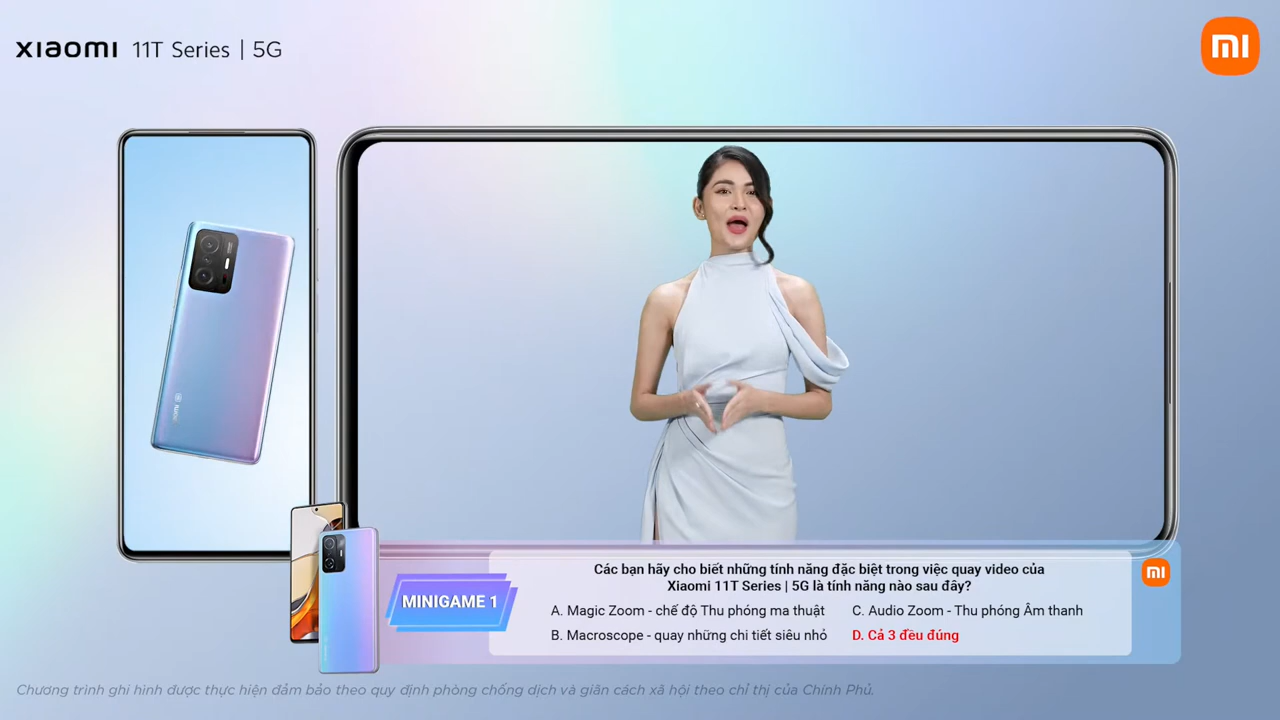 xiaomi 11T Series | 5G
mi
xiaomi
MINIGAME 1
Các bạn hãy cho biết những tính năng đặc biệt trong việc quay video của
Xiaomi 11T Series | 5G là tính năng nào sau đây?
A. Magic Zoom - chế độ Thu phóng ma thuật
C. Audio Zoom - Thu phóng Âm thanh
B. Macroscope - quay những chi tiết siêu nhỏ
D. Cả 3 đều đúng
mi
Chương trình ghi hình được thực hiện đảm bảo theo quy định phòng chống dịch và giãn cách xã hội theo chỉ thị của Chính Phủ.